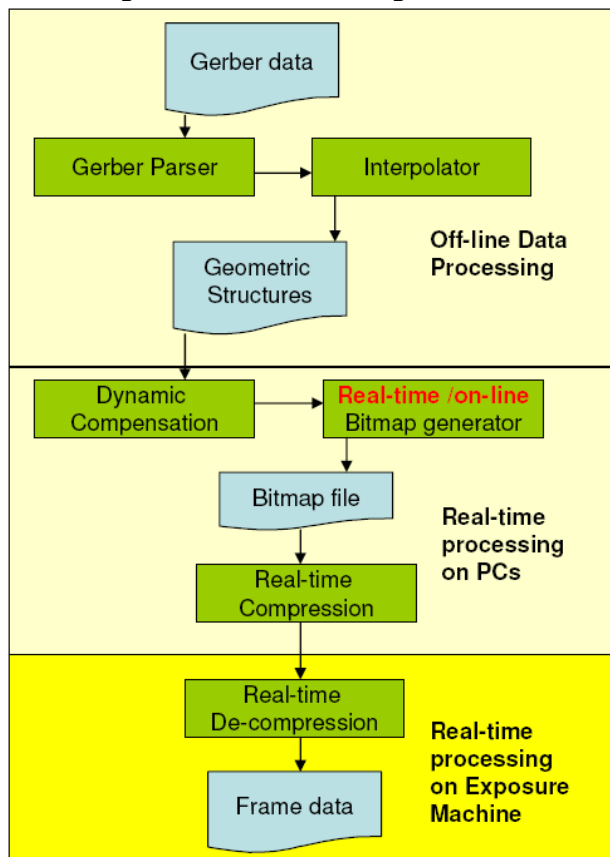 Gerber data
Gerber Parser
Interpolator
Off-line Data
Processing
Geometric
Structures
Dynamic
Compensation
Real-time /on-line
Bitmap generator
Bitmap file
Real-time
processing
on PCs
Real-time
Compression
Real-time
De-compression
Real-time
processing
on Exposure
Machine
Frame data